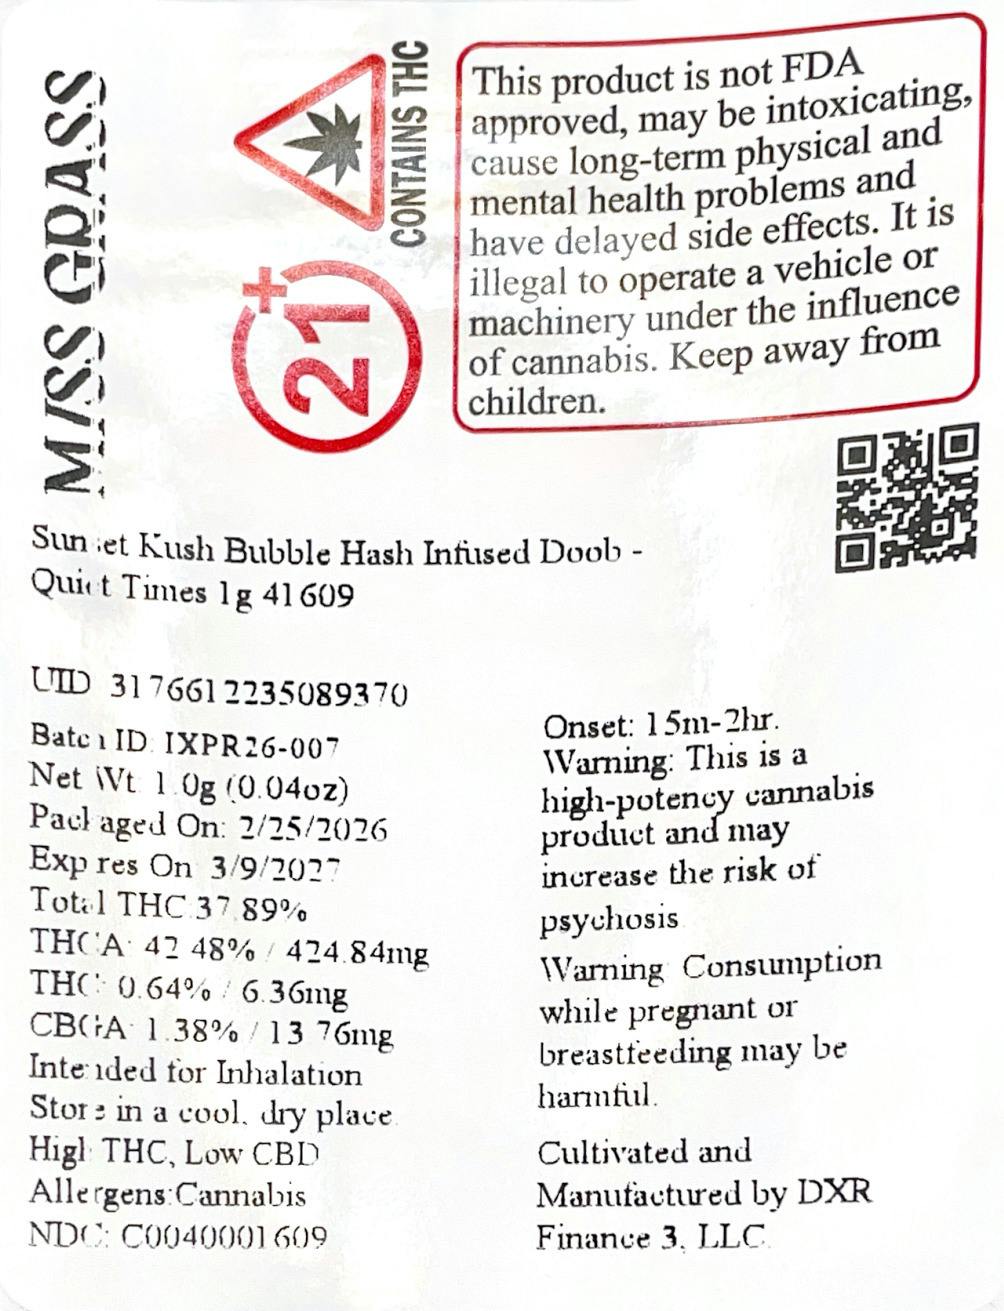 MISS GRASS
21+
CONTAINS THC
This product is not FDA
approved, may be intoxicating,
cause long-term physical and
mental health problems and
have delayed side effects. It is
illegal to operate a vehicle or
machinery under the influence
of cannabis. Keep away from
children.
Sunset Kush Bubble Hash Infused Doob -
Quiet Times 1g 41609
UID 3176612235089370
Batch ID: IXPR26-007
Net Wt: 1.0g (0.04oz)
Packaged On: 2/25/2026
Expires On 3/9/2027
Total THC 37.89%
THCA: 42.48% / 424.84mg
THC: 0.64% / 6.36mg
CBGA: 1.38% / 13.76mg
Intended for Inhalation
Store in a cool, dry place.
High THC, Low CBD
Allergens:Cannabis
NDC: C0040001609
Onset: 15m-2hr.
Warning: This is a
high-potency cannabis
product and may
increase the risk of
psychosis.
Warning: Consumption
while pregnant or
breastfeeding may be
harmful.
Cultivated and
Manufactured by DXR
Finance 3, LLC.